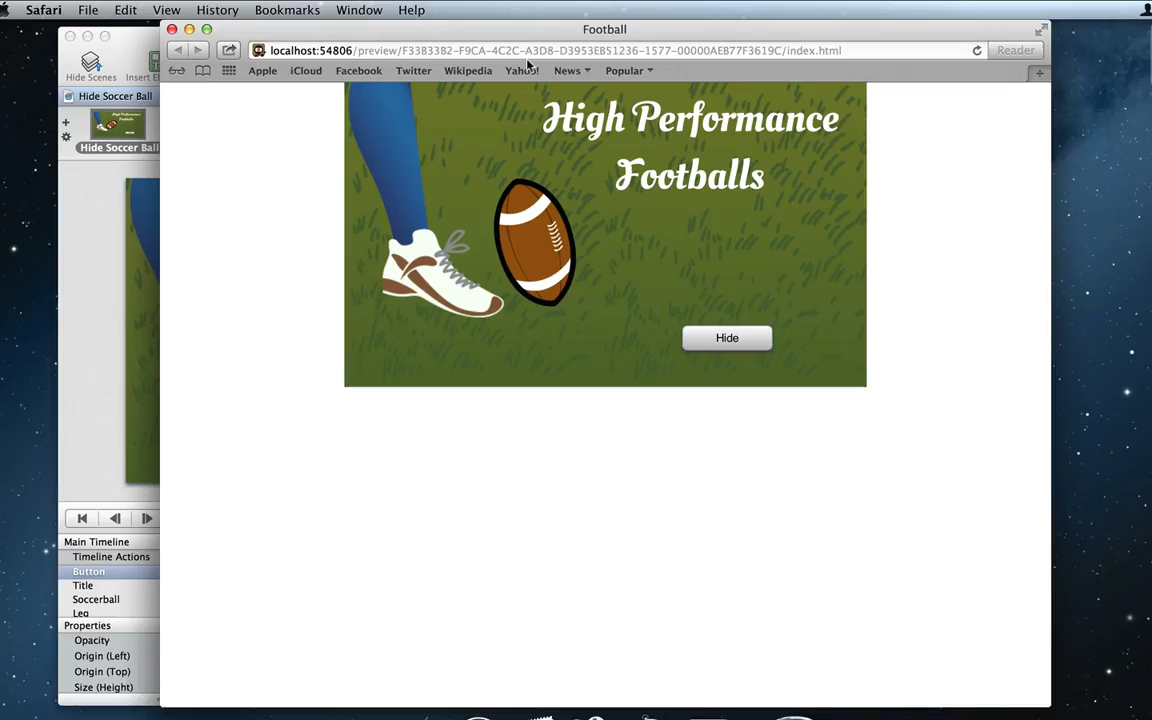 Safari File Edit View History Bookmarks Window Help
Football
localhost:54806/preview/F33B33B2-F9CA-4C2C-A3D8-D3953EB51236-1577-00000AEB77F3619C/index.html Reader
Apple iCloud Facebook Twitter Wikipedia Yahoo! News Popular
Hide Scenes Insert El
Hide Soccer Ball
Hide Soccer Ball
High Performance
Footballs
Hide
Main Timeline
Timeline Actions
Button
Title
Soccerball
Leg
Properties
Opacity
Origin (Left)
Origin (Top)
Size (Height)